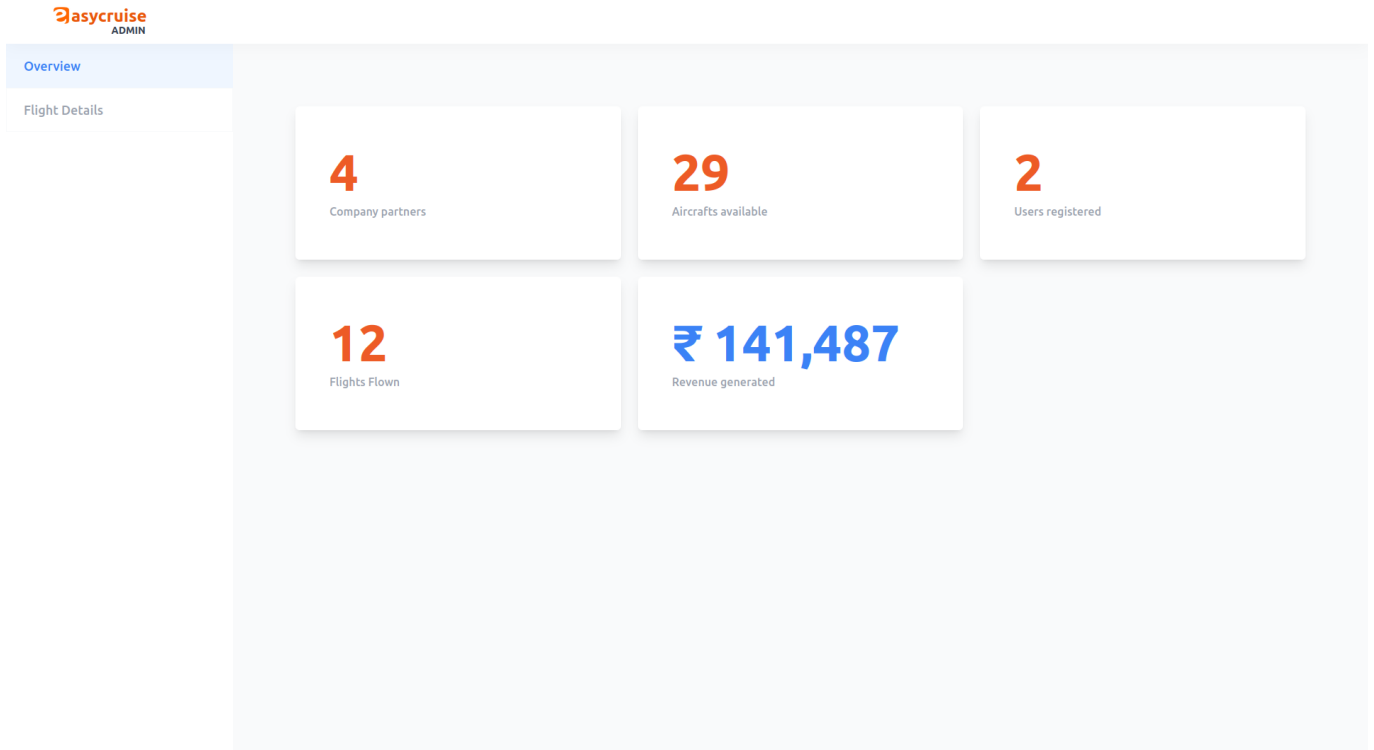 easycruise
ADMIN
Overview
Flight Details
4
Company partners
29
Aircrafts available
2
Users registered
12
Flights Flown
₹ 141,487
Revenue generated